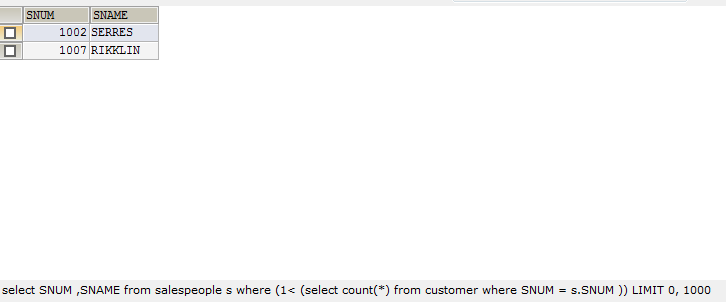 SNUM SNAME
1002 SERRES
1007 RIKKLIN
select SNUM ,SNAME from salespeople s where (1< (select count(*) from customer where SNUM = s.SNUM )) LIMIT 0, 1000